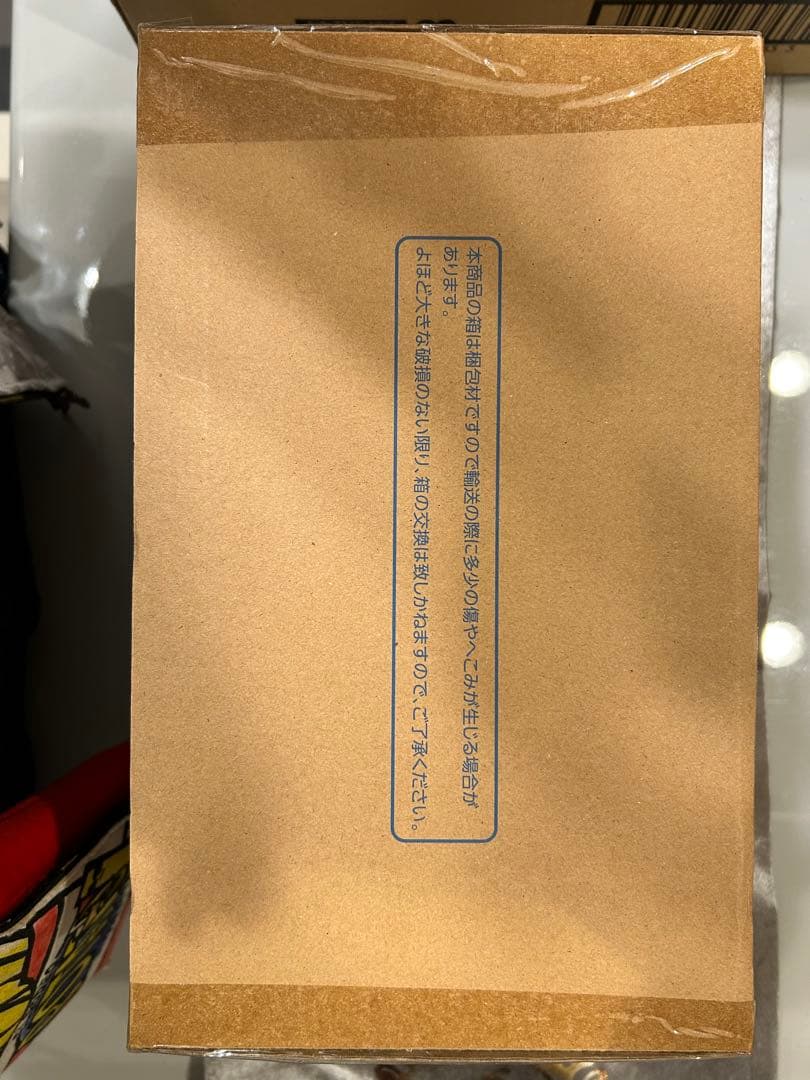 本商品の箱は梱包材ですので輸送の際に多少の傷やへこみが生じる場合が
あります。
よほど大きな破損のない限り、箱の交換は致しかねますので、ご了承ください。